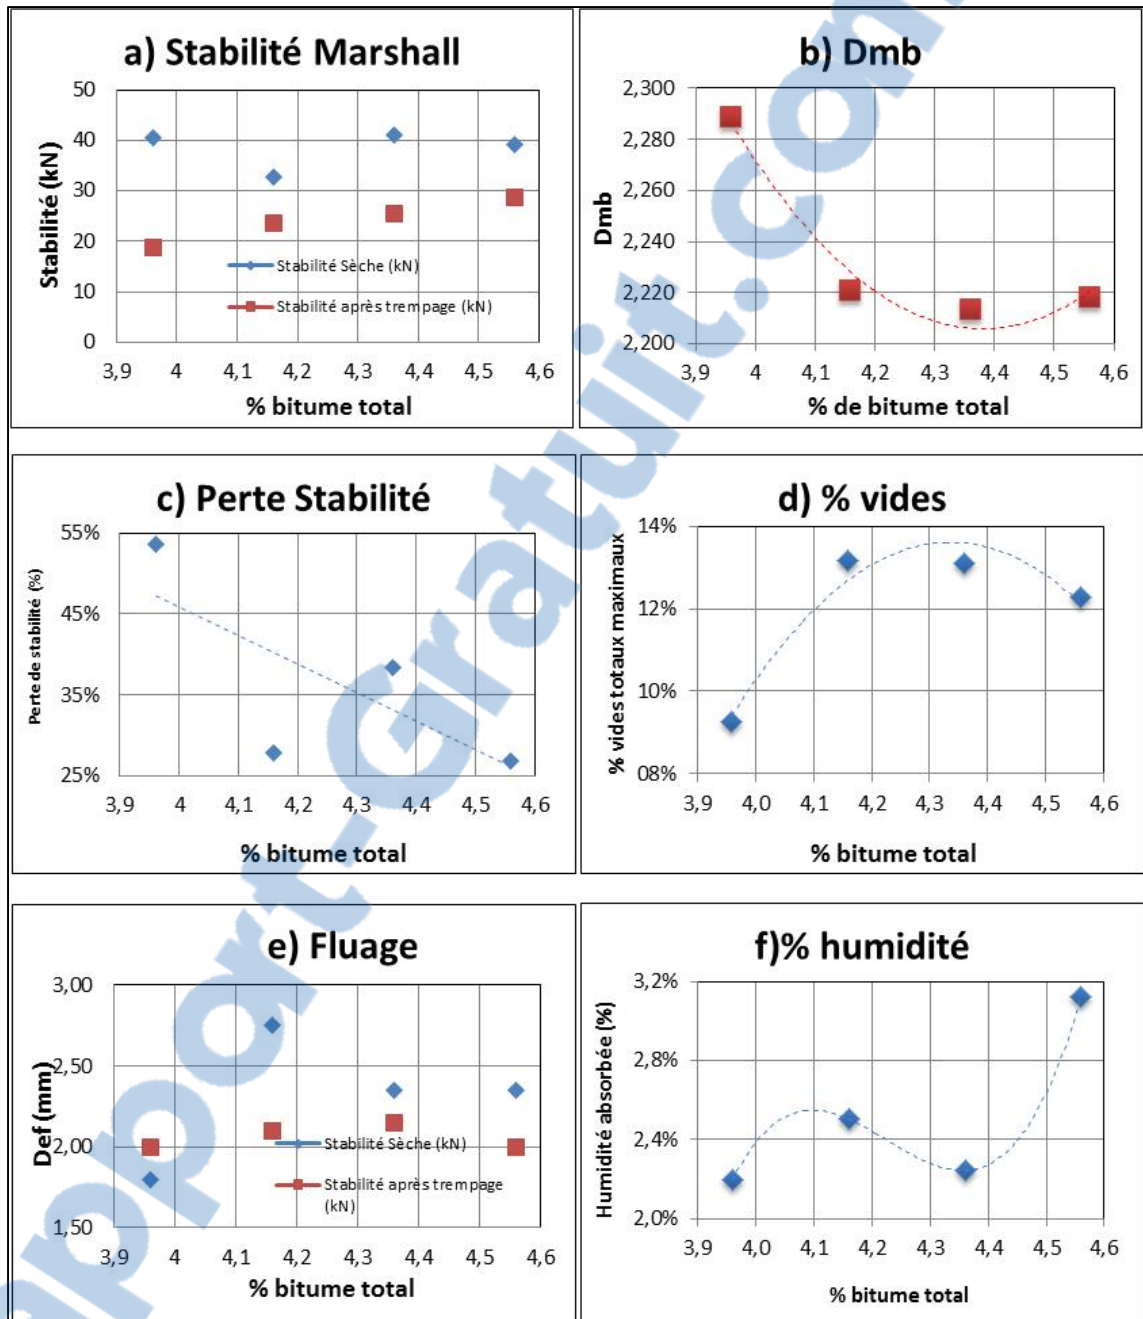 a) Stabilité Marshall
Stabilité (kN)
50
40
30
20
10
0
Stabilité Sèche (kN)
Stabilité après trempage (kN)
3,9 4 4,1 4,2 4,3 4,4 4,5 4,6
% bitume total
b) Dmb
Dmb
2,300
2,280
2,260
2,240
2,220
2,200
3,9 4 4,1 4,2 4,3 4,4 4,5 4,6
% de bitume total
c) Perte Stabilité
Perte de stabilité (%)
55%
45%
35%
25%
3,9 4 4,1 4,2 4,3 4,4 4,5 4,6
% bitume total
d) % vides
% vides totaux maximaux
14%
12%
10%
08%
3,9 4,0 4,1 4,2 4,3 4,4 4,5 4,6
% bitume total
e) Fluage
Def (mm)
3,00
2,50
2,00
1,50
Stabilité Sèche (kN)
Stabilité après trempage
(kN)
3,9 4 4,1 4,2 4,3 4,4 4,5 4,6
% bitume total
f)% humidité
Humidité absorbée (%)
3,2%
2,8%
2,4%
2,0%
3,9 4,0 4,1 4,2 4,3 4,4 4,5 4,6
% bitume total
apport-Gratuit.com